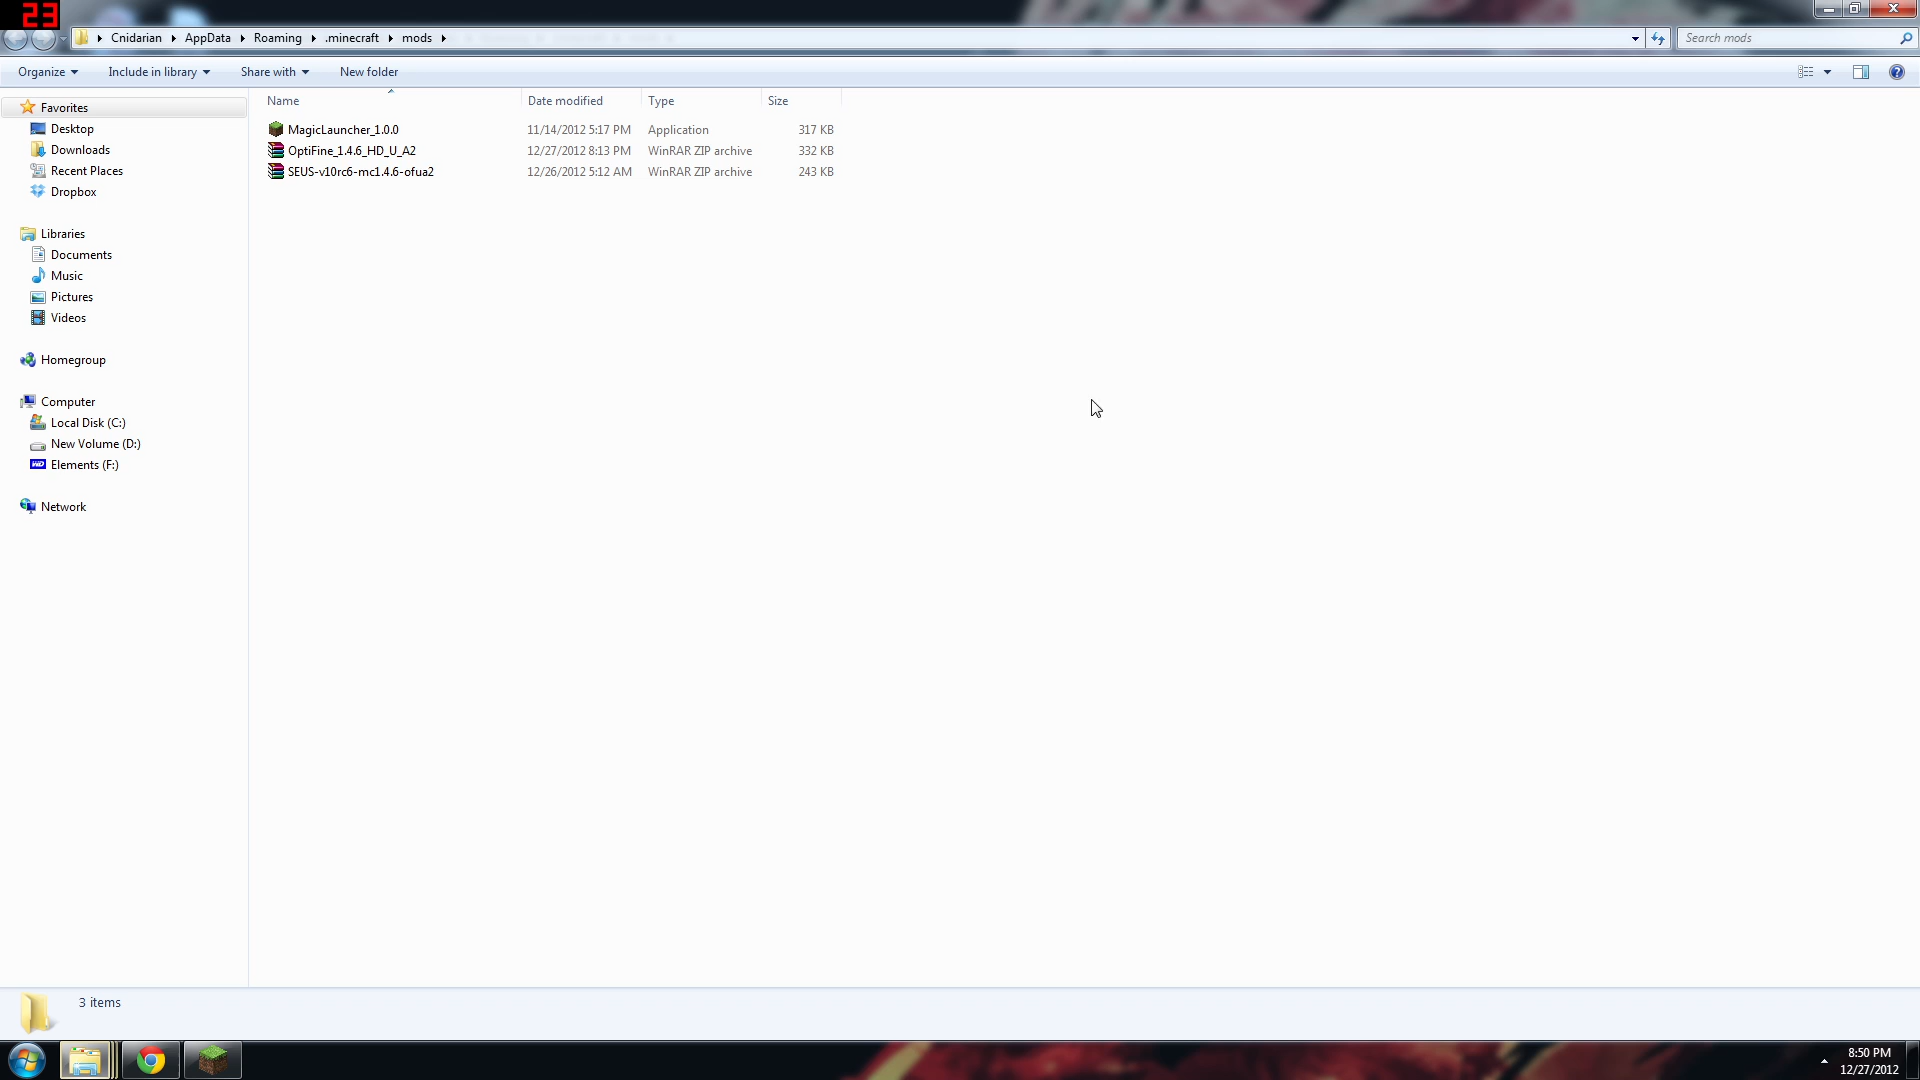 23
Cnidarian AppData Roaming .minecraft mods
Search mods
Organize Include in library Share with New folder
Name Date modified Type Size
MagicLauncher_1.0.0 11/14/2012 5:17 PM Application 317 KB
OptiFine_1.4.6_HD_U_A2 12/27/2012 8:13 PM WinRAR ZIP archive 332 KB
SEUS-v10rc6-mc1.4.6-ofua2 12/26/2012 5:12 AM WinRAR ZIP archive 243 KB
Favorites
Desktop
Downloads
Recent Places
Dropbox
Libraries
Documents
Music
Pictures
Videos
Homegroup
Computer
Local Disk (C:)
New Volume (D:)
WD Elements (F:)
Network
3 items
8:50 PM
12/27/2012